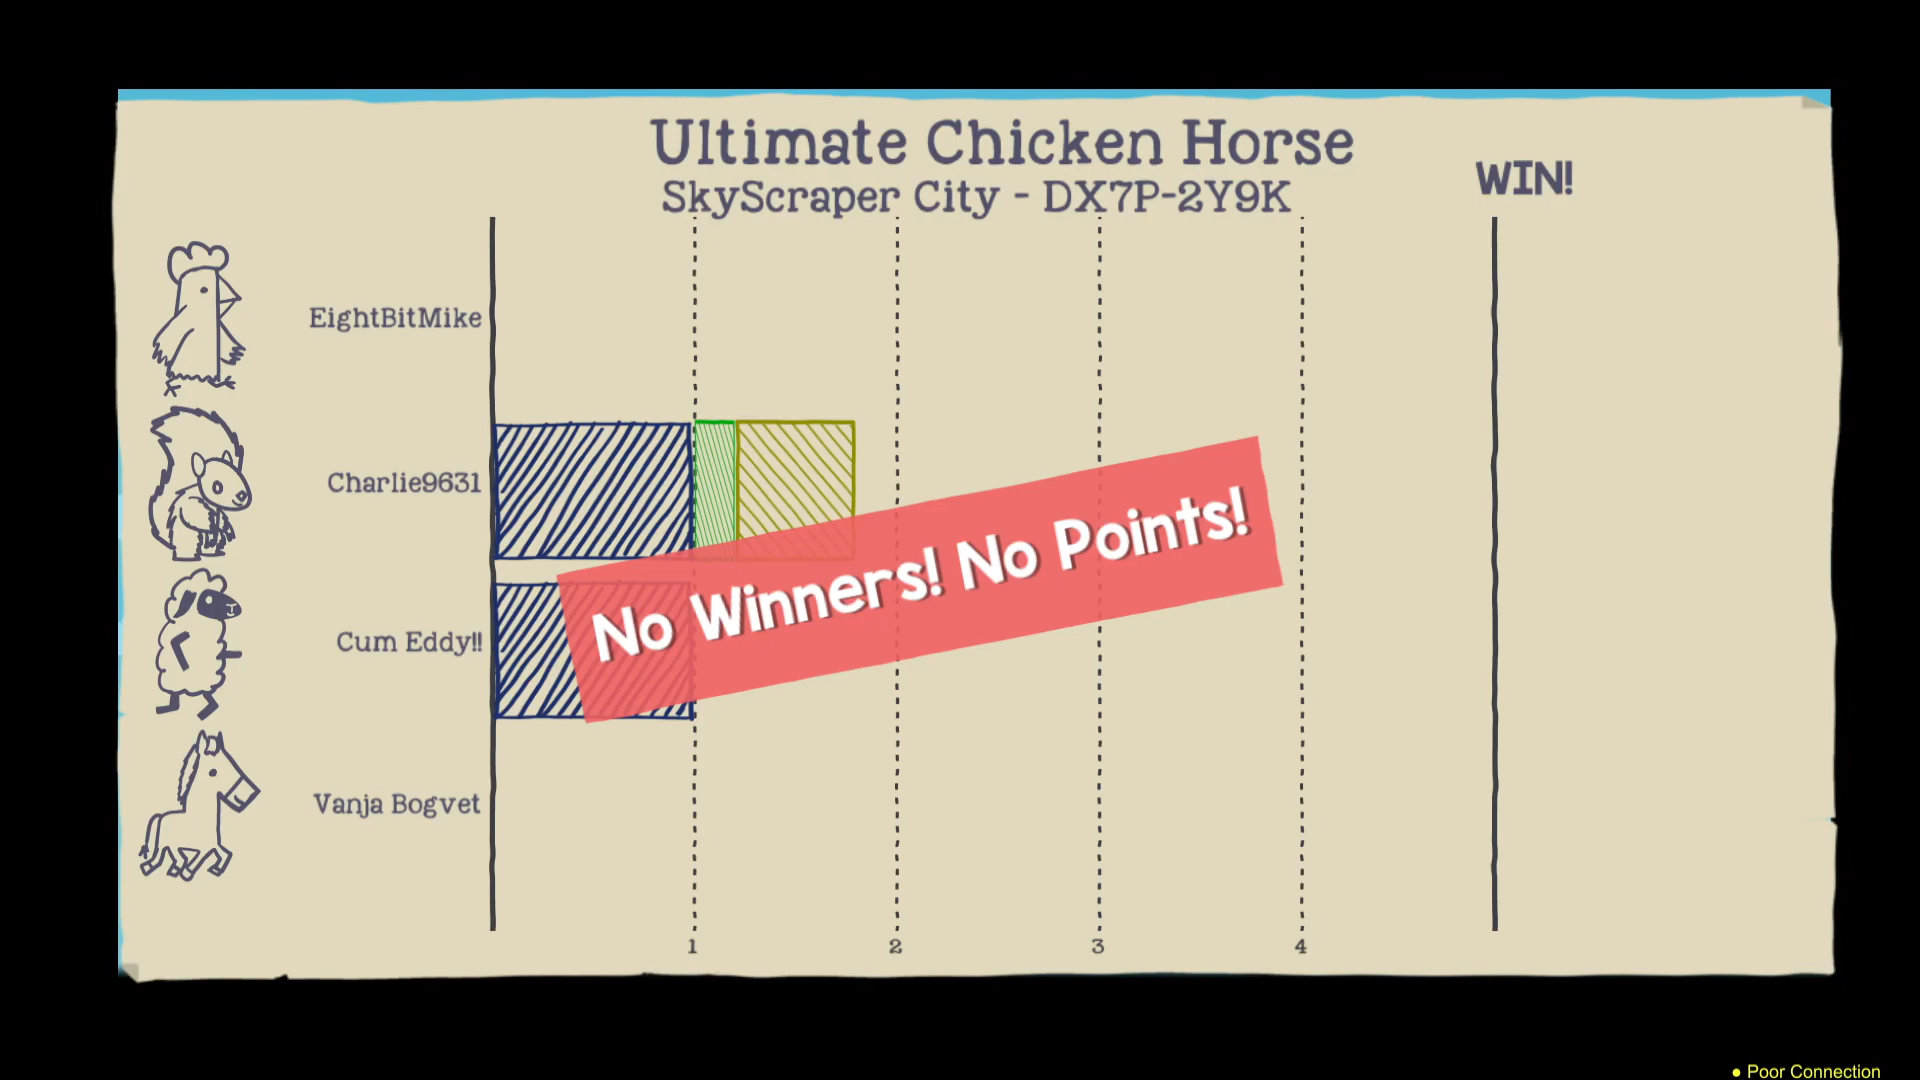 Ultimate Chicken Horse
SkyScraper City - DX7P-2Y9K
WIN!
EightBitMike
Charlie9631
No Winners! No Points!
Cum Eddy!!
Vanja Bogvet
1 2 3 4
● Poor Connection